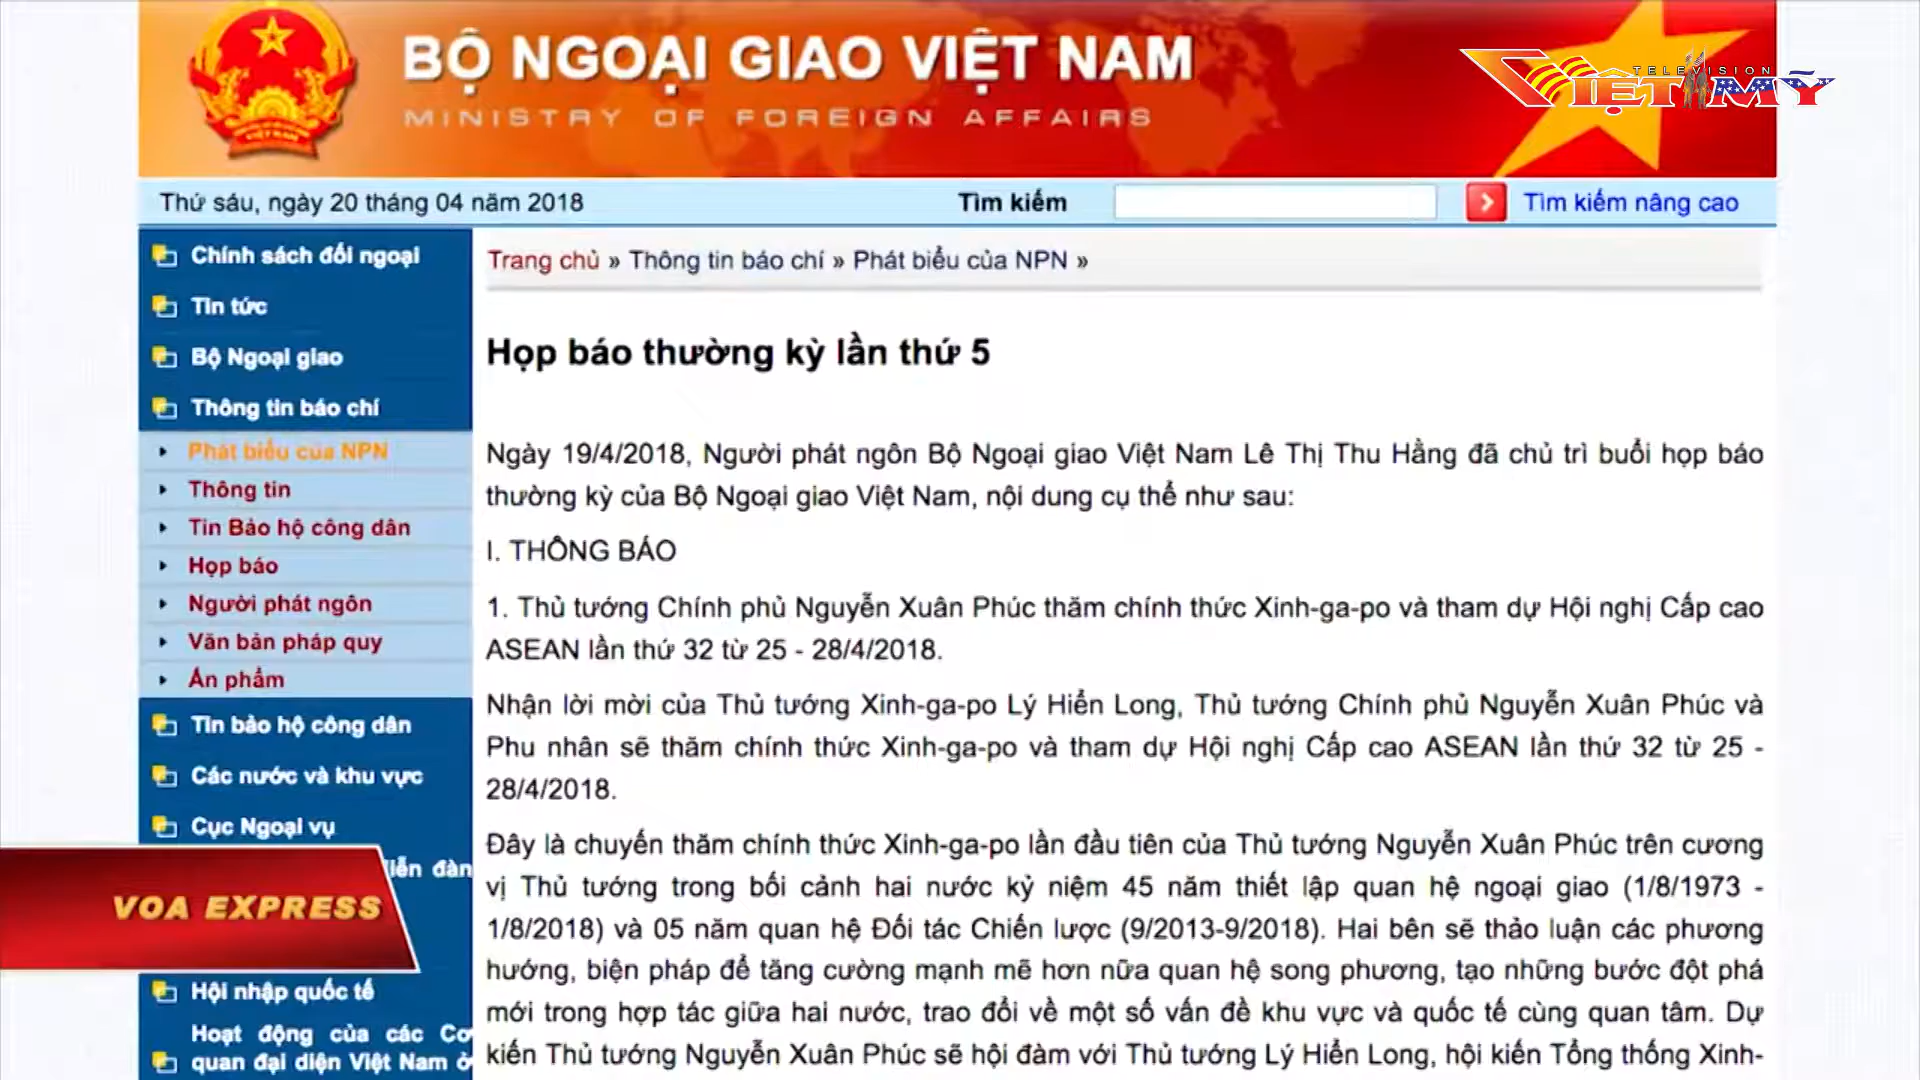 BỘ NGOẠI GIAO VIỆT NAM
MINISTRY OF FOREIGN AFFAIRS
VIỆT NAM
TELEVISION
VIỆT MỸ
Thứ sáu, ngày 20 tháng 04 năm 2018
Tìm kiếm
Tìm kiếm nâng cao
Chính sách đối ngoại
Tin tức
Bộ Ngoại giao
Thông tin báo chí
Phát biểu của NPN
Thông tin
Tin Bảo hộ công dân
Họp báo
Người phát ngôn
Văn bản pháp quy
Ấn phẩm
Tin bảo hộ công dân
Các nước và khu vực
Cục Ngoại vụ
đàn
VOA EXPRESS
Hội nhập quốc tế
Hoạt động của các Cơ
quan đại diện Việt Nam ở
Trang chủ » Thông tin báo chí » Phát biểu của NPN »
Họp báo thường kỳ lần thứ 5
Ngày 19/4/2018, Người phát ngôn Bộ Ngoại giao Việt Nam Lê Thị Thu Hằng đã chủ trì buổi họp báo
thường kỳ của Bộ Ngoại giao Việt Nam, nội dung cụ thể như sau:
I. THÔNG BÁO
1. Thủ tướng Chính phủ Nguyễn Xuân Phúc thăm chính thức Xinh-ga-po và tham dự Hội nghị Cấp cao
ASEAN lần thứ 32 từ 25 - 28/4/2018.
Nhận lời mời của Thủ tướng Xinh-ga-po Lý Hiển Long, Thủ tướng Chính phủ Nguyễn Xuân Phúc và
Phu nhân sẽ thăm chính thức Xinh-ga-po và tham dự Hội nghị Cấp cao ASEAN lần thứ 32 từ 25 -
28/4/2018.
Đây là chuyến thăm chính thức Xinh-ga-po lần đầu tiên của Thủ tướng Nguyễn Xuân Phúc trên cương
vị Thủ tướng trong bối cảnh hai nước kỷ niệm 45 năm thiết lập quan hệ ngoại giao (1/8/1973 -
1/8/2018) và 05 năm quan hệ Đối tác Chiến lược (9/2013-9/2018). Hai bên sẽ thảo luận các phương
hướng, biện pháp để tăng cường mạnh mẽ hơn nữa quan hệ song phương, tạo những bước đột phá
mới trong hợp tác giữa hai nước, trao đổi về một số vấn đề khu vực và quốc tế cùng quan tâm. Dự
kiến Thủ tướng Nguyễn Xuân Phúc sẽ hội đàm với Thủ tướng Lý Hiển Long, hội kiến Tổng thống Xinh-